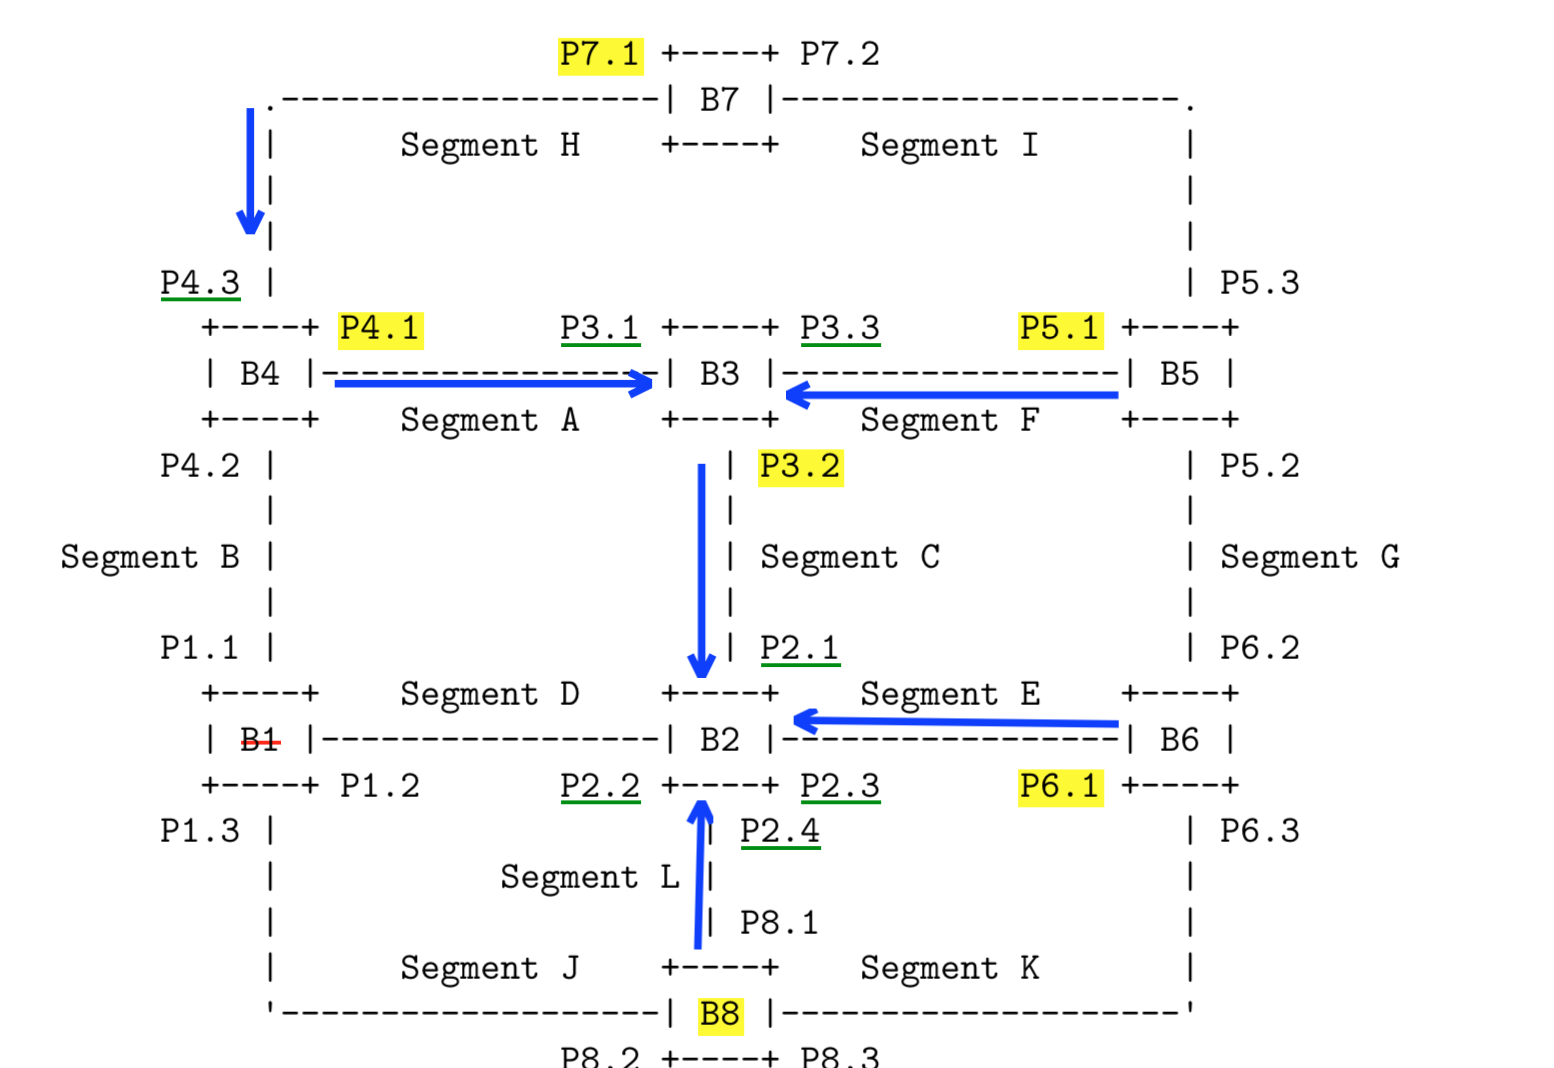 P7.1 +----+ P7.2
.-------------------| B7 |--------------------.
| Segment H +----+ Segment I |
| |
| |
P4.3 | | P5.3
+----+ P4.1 P3.1 +----+ P3.3 P5.1 +----+
| B4 |-----------------| B3 |-----------------| B5 |
+----+ Segment A +----+ Segment F +----+
P4.2 | | P3.2 | P5.2
| | |
Segment B | | Segment C | Segment G
| | |
P1.1 | | P2.1 | P6.2
+----+ Segment D +----+ Segment E +----+
| B1 |-----------------| B2 |-----------------| B6 |
+----+ P1.2 P2.2 +----+ P2.3 P6.1 +----+
P1.3 | | P2.4 | P6.3
| Segment L | |
| | P8.1 |
| Segment J +----+ Segment K |
'-------------------| B8 |--------------------'
P8.2 +----+ P8.3